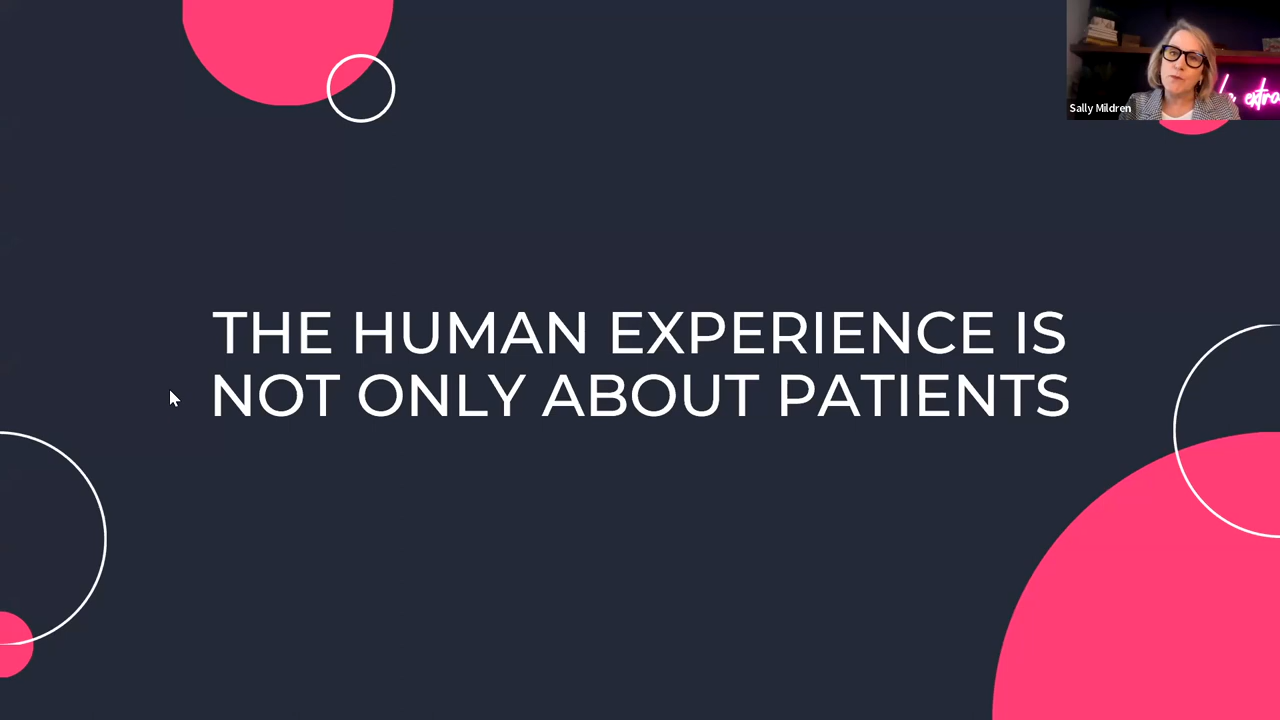 Sally Mildren
THE HUMAN EXPERIENCE IS
NOT ONLY ABOUT PATIENTS